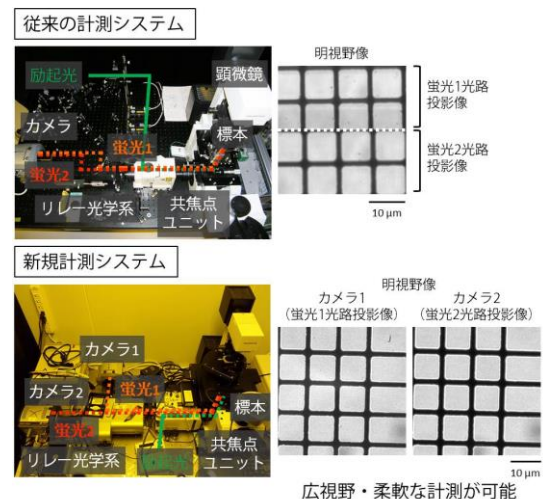 従来の計測システム
励起光
顕微鏡
カメラ
蛍光1
標本
蛍光2
リレー光学系
共焦点
ユニット
明視野像
蛍光1光路
投影像
蛍光2光路
投影像
10 μm
新規計測システム
カメラ1
カメラ2
蛍光1
標本
蛍光2
リレー光学系
励起光
共焦点
ユニット
明視野像
カメラ1
(蛍光1光路投影像)
カメラ2
(蛍光2光路投影像)
10 μm
広視野・柔軟な計測が可能